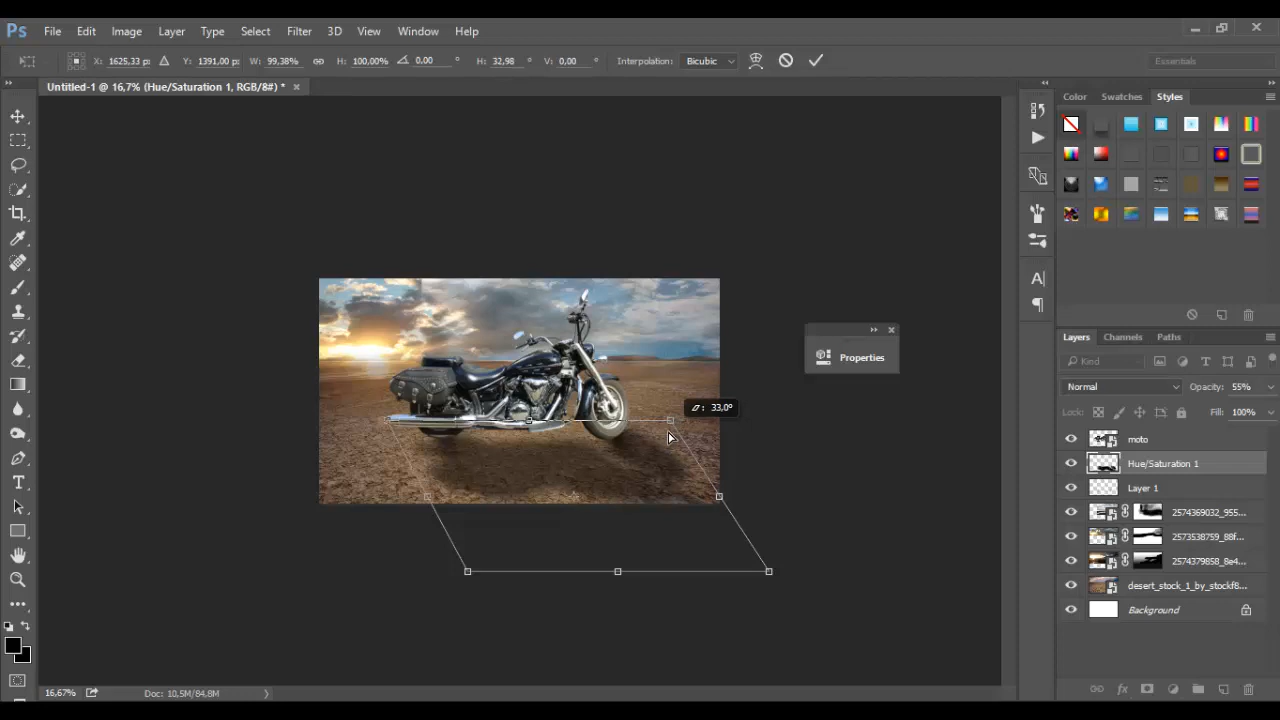 Ps File Edit Image Layer Type Select Filter 3D View Window Help
X: 1625,33 p: Y: 1391,00 p: W: 99,38% H: 100,00% 0,00 ° H: 32,98 ° V: 0,00 ° Interpolation: Bicubic Essentials
Untitled-1 @ 16,7% (Hue/Saturation 1, RGB/8#) * ×
Color Swatches Styles
Properties
Layers Channels Paths
Kind
Normal Opacity: 55%
Lock: Fill: 100%
33,0°
moto
Hue/Saturation 1
Layer 1
2574369032_955...
2573538759_88f...
2574379858_8e4...
desert_stock_1_by_stockf8...
Background
16,67% Doc: 10,5M/84,8M